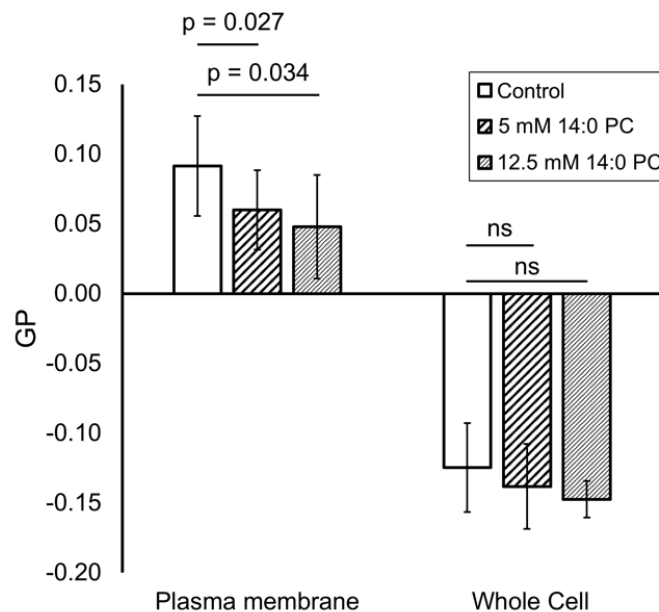 p = 0.027
p = 0.034
0.15
0.10
0.05
0.00
-0.05
-0.10
-0.15
-0.20
GP
Control
5 mM 14:0 PC
12.5 mM 14:0 PC
ns
ns
Plasma membrane
Whole Cell